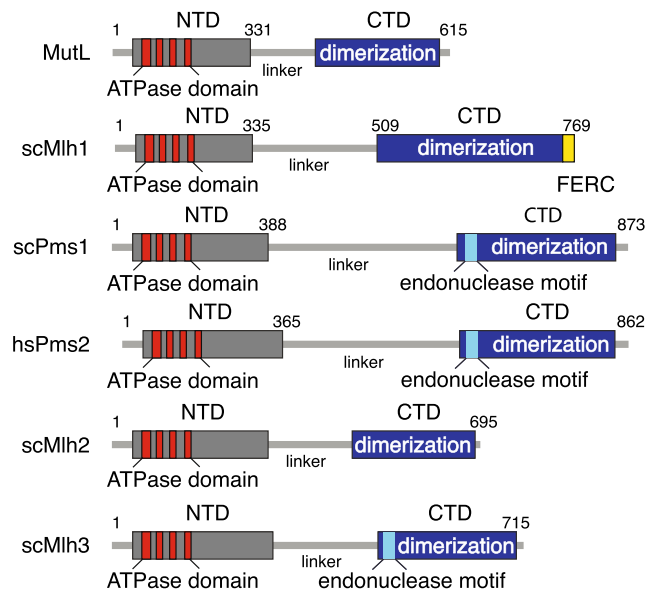 NTD CTD
1 331 615
MutL dimerization
linker
ATPase domain
NTD CTD
1 335 509 769
scMlh1 dimerization
linker
ATPase domain FERC
NTD CTD
1 388 873
scPms1 dimerization
linker
ATPase domain endonuclease motif
NTD CTD
1 365 862
hsPms2 dimerization
linker
ATPase domain endonuclease motif
NTD CTD
1 695
scMlh2 dimerization
linker
ATPase domain
NTD CTD
1 715
scMlh3 dimerization
linker
ATPase domain endonuclease motif